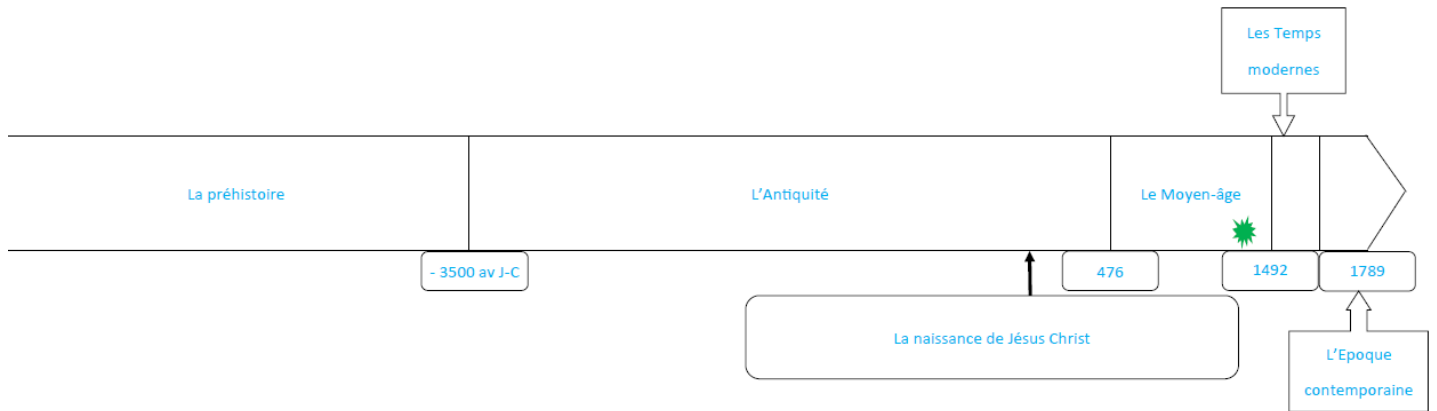 Les Temps
modernes
La préhistoire
L'Antiquité
Le Moyen-âge
- 3500 av J-C
476
1492
1789
La naissance de Jésus Christ
L'Epoque
contemporaine